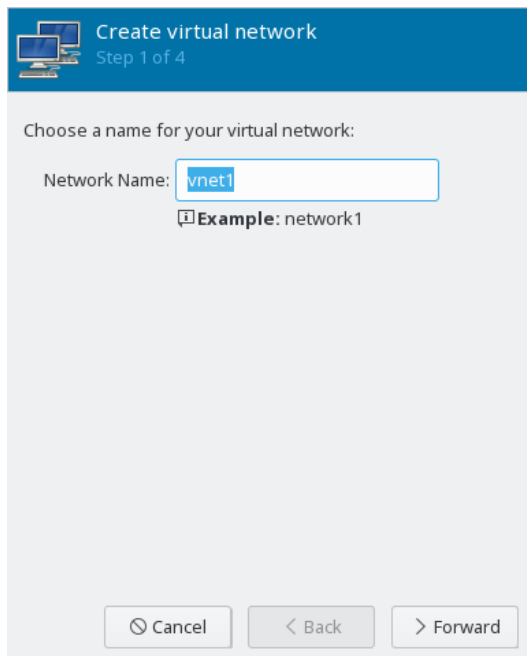 Create virtual network
Step 1 of 4
Choose a name for your virtual network:
Network Name: vnet1
Example: network1
Cancel < Back > Forward